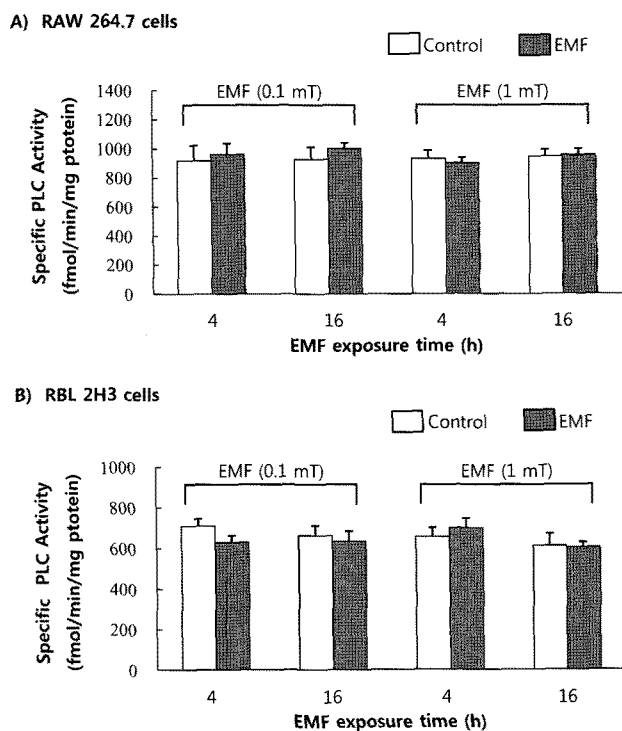 A) RAW 264.7 cells
Control EMF
EMF (0.1 mT) EMF (1 mT)
Specific PLC Activity
(fmol/min/mg ptotein)
1400
1200
1000
800
600
400
200
0
4 16 4 16
EMF exposure time (h)
B) RBL 2H3 cells
Control EMF
EMF (0.1 mT) EMF (1 mT)
Specific PLC Activity
(fmol/min/mg ptotein)
1000
800
600
400
200
0
4 16 4 16
EMF exposure time (h)